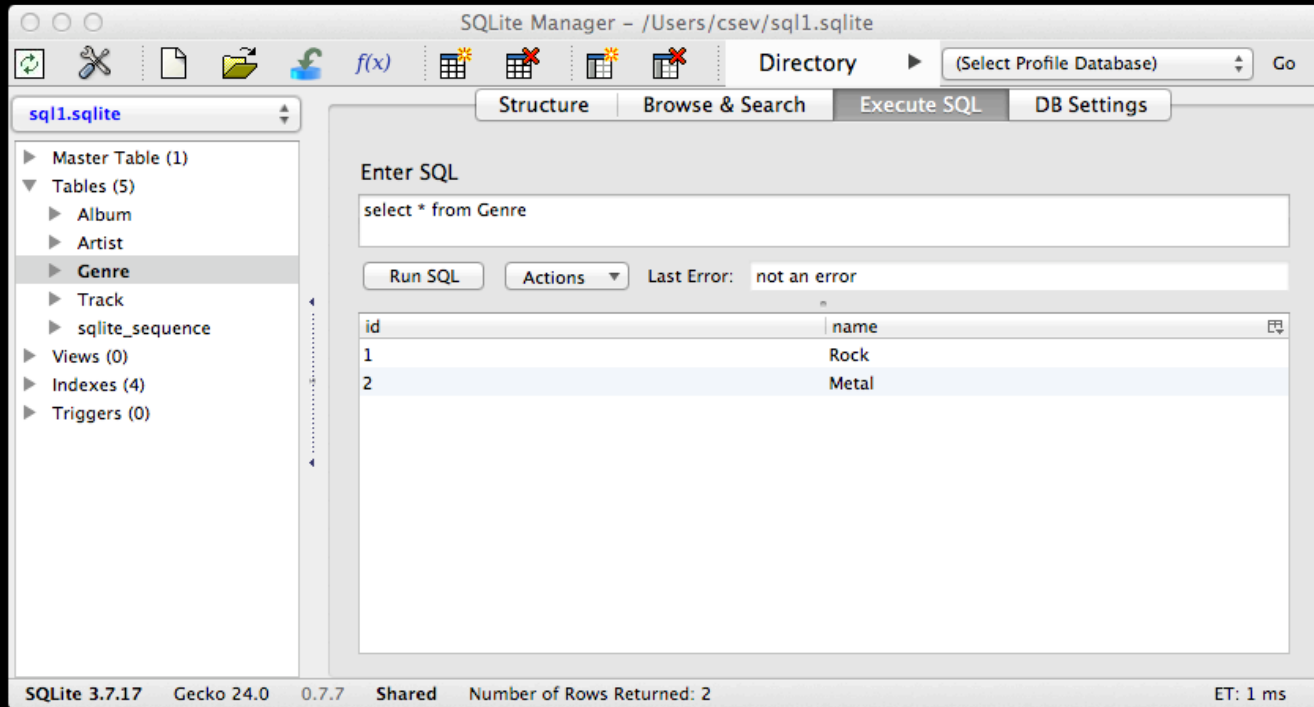 SQLite Manager - /Users/csev/sql1.sqlite
f(x)
Directory
(Select Profile Database)
Go
sql1.sqlite
Structure
Browse & Search
Execute SQL
DB Settings
Master Table (1)
Tables (5)
Album
Artist
Genre
Track
sqlite_sequence
Views (0)
Indexes (4)
Triggers (0)
Enter SQL
select * from Genre
Run SQL
Actions
Last Error: not an error
id name
1 Rock
2 Metal
SQLite 3.7.17 Gecko 24.0 0.7.7 Shared Number of Rows Returned: 2 ET: 1 ms